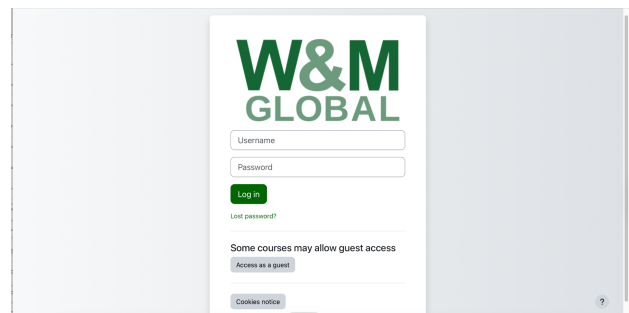 W&M
GLOBAL
Username
Password
Log in
Lost password?
Some courses may allow guest access
Access as a guest
Cookies notice
?